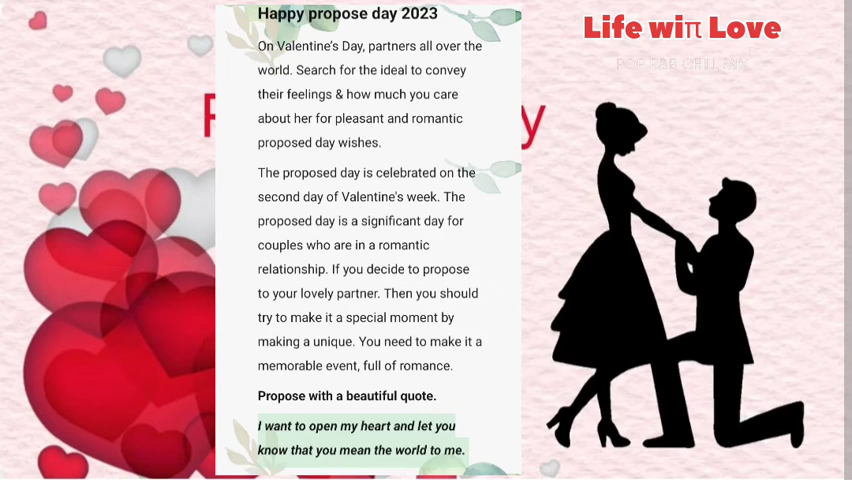 Happy propose day 2023
Life wiπ Love
On Valentine's Day, partners all over the
world. Search for the ideal to convey
their feelings & how much you care
about her for pleasant and romantic
proposed day wishes.
The proposed day is celebrated on the
second day of Valentine's week. The
proposed day is a significant day for
couples who are in a romantic
relationship. If you decide to propose
to your lovely partner. Then you should
try to make it a special moment by
making a unique. You need to make it a
memorable event, full of romance.
Propose with a beautiful quote.
I want to open my heart and let you
know that you mean the world to me.